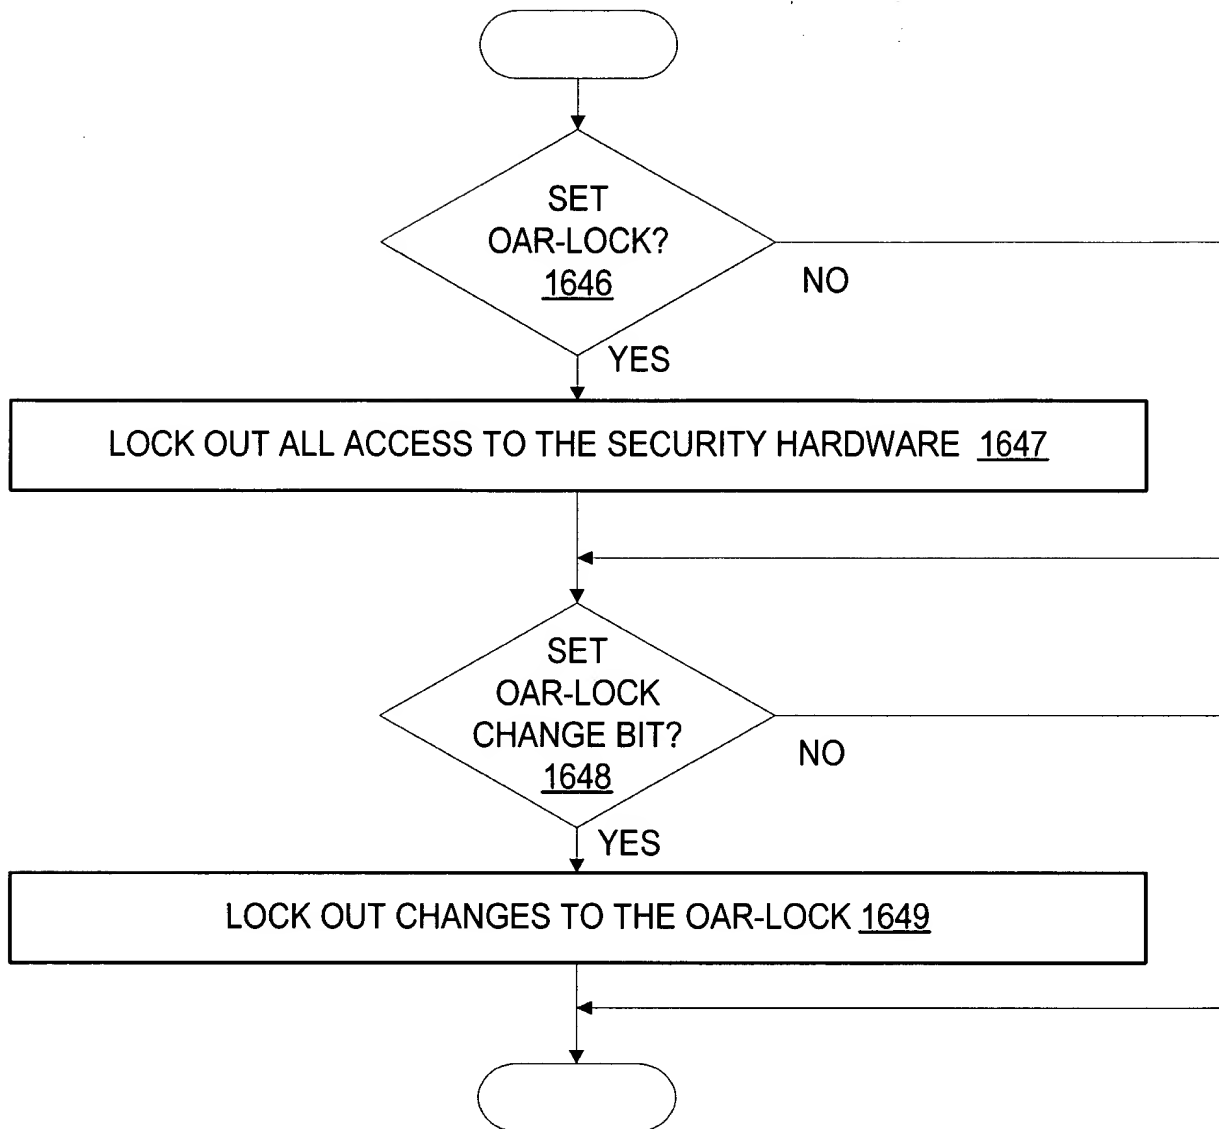 SET
OAR-LOCK?
1646
NO
YES
LOCK OUT ALL ACCESS TO THE SECURITY HARDWARE 1647
SET
OAR-LOCK
CHANGE BIT?
1648
NO
YES
LOCK OUT CHANGES TO THE OAR-LOCK 1649